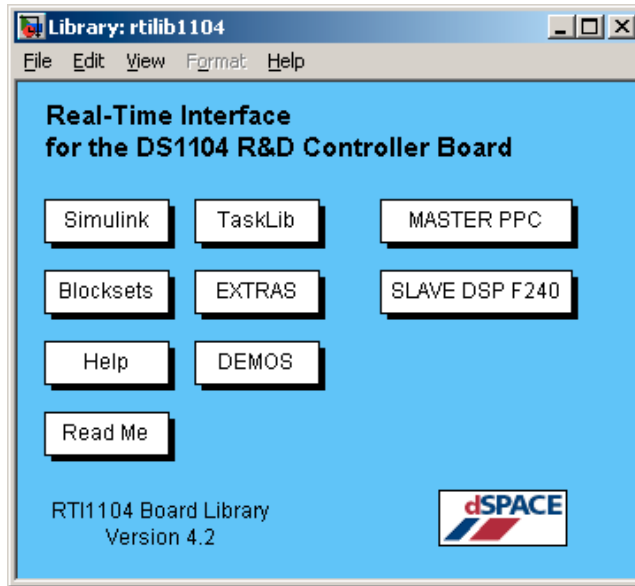 Library: rtilib1104
File Edit View Format Help
Real-Time Interface
for the DS1104 R&D Controller Board
Simulink TaskLib MASTER PPC
Blocksets EXTRAS SLAVE DSP F240
Help DEMOS
Read Me
RTI1104 Board Library
Version 4.2
dSPACE